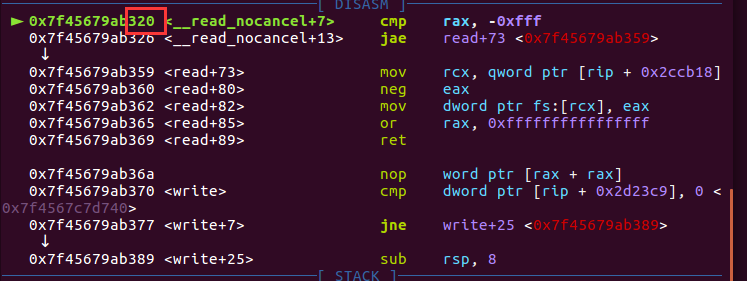 [ DISASM ]
► 0x7f45679ab320 <__read_nocancel+7> cmp rax, -0xfff
0x7f45679ab326 <__read_nocancel+13> jae read+73 <0x7f45679ab359>
↓
0x7f45679ab359 <read+73> mov rcx, qword ptr [rip + 0x2ccb18]
0x7f45679ab360 <read+80> neg eax
0x7f45679ab362 <read+82> mov dword ptr fs:[rcx], eax
0x7f45679ab365 <read+85> or rax, 0xffffffffffffffff
0x7f45679ab369 <read+89> ret
0x7f45679ab36a nop word ptr [rax + rax]
0x7f45679ab370 <write> cmp dword ptr [rip + 0x2d23c9], 0 <
0x7f4567c7d740>
0x7f45679ab377 <write+7> jne write+25 <0x7f45679ab389>
↓
0x7f45679ab389 <write+25> sub rsp, 8
[ STACK ]